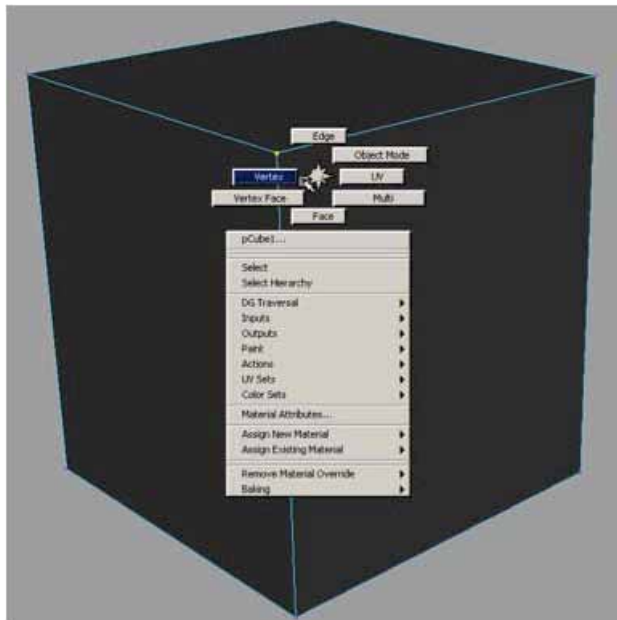 Edge
Object Mode
Vertex
UV
Vertex Face
Multi
Face
pCube1...
Select
Select Hierarchy
DG Traversal
Inputs
Outputs
Paint
Actions
UV Sets
Color Sets
Material Attributes...
Assign New Material
Assign Existing Material
Remove Material Override
Baking